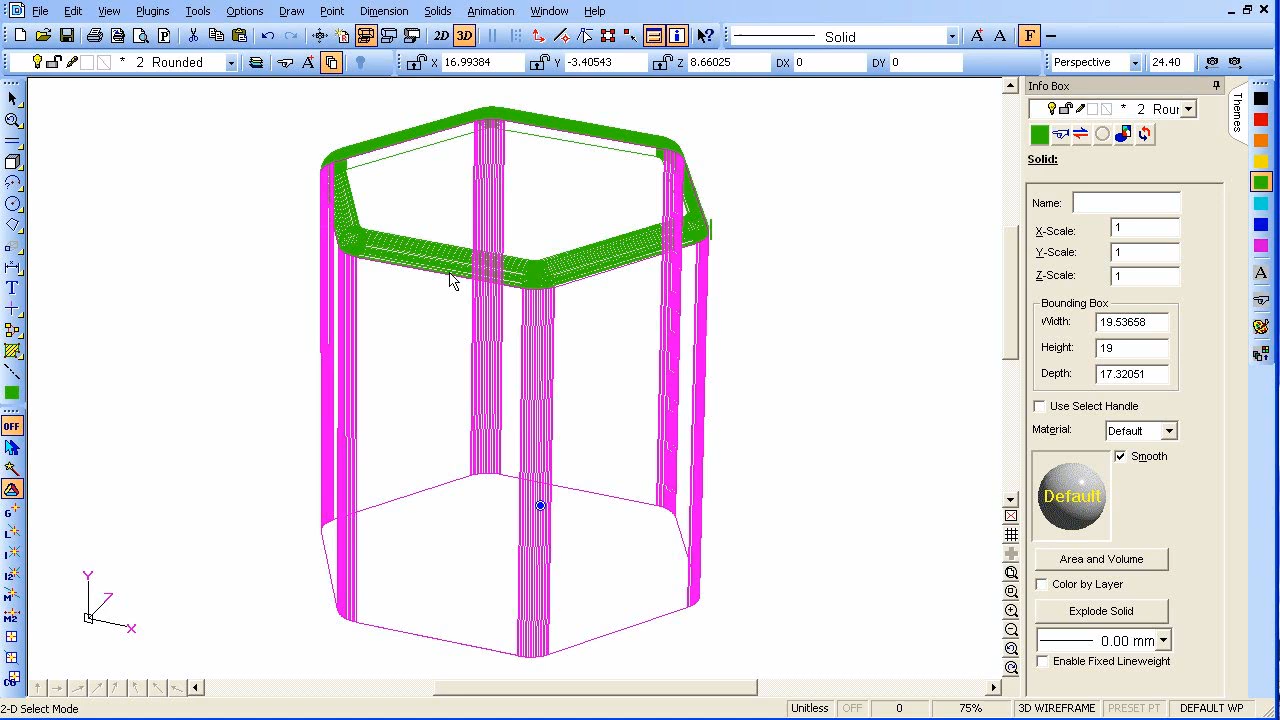 File Edit View Plugins Tools Options Draw Point Dimension Solids Animation Window Help
P 2D 3D Solid A A F
* 2 Rounded A X 16.99384 Y -3.40543 Z 8.66025 DX 0 DY 0 Perspective 24.40
Info Box
* 2 Rour
Themes
Solid:
Name:
X-Scale: 1
Y-Scale: 1
Z-Scale: 1
Bounding Box
Width: 19.53658
Height: 19
Depth: 17.32051
Use Select Handle
Material: Default
Smooth
Default
Area and Volume
Color by Layer
Explode Solid
0.00 mm
Enable Fixed Lineweight
T
A
OFF
G
L
I
I2
M
M2
CG
Y
Z
X
2-D Select Mode Unitless OFF 0 75% 3D WIREFRAME PRESET PT DEFAULT WP